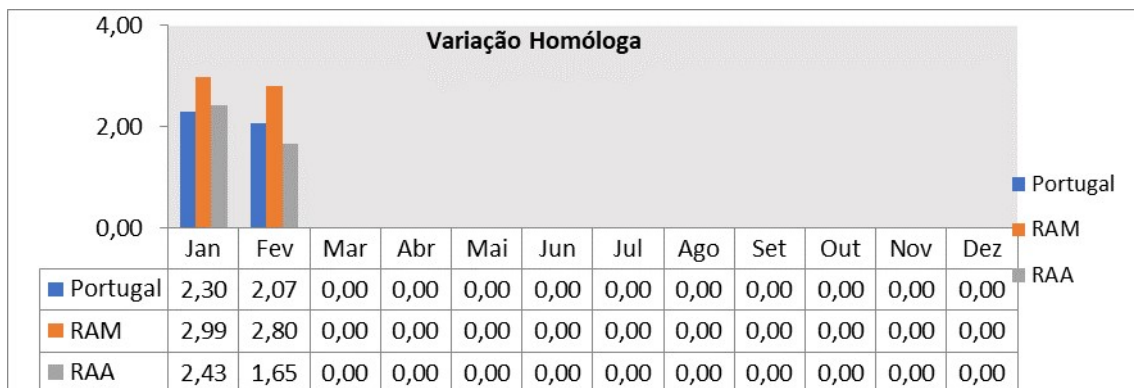 Variação Homóloga
4,00
2,00
0,00
Jan Fev Mar Abr Mai Jun Jul Ago Set Out Nov Dez
Portugal 2,30 2,07 0,00 0,00 0,00 0,00 0,00 0,00 0,00 0,00 0,00 0,00
RAM 2,99 2,80 0,00 0,00 0,00 0,00 0,00 0,00 0,00 0,00 0,00 0,00
RAA 2,43 1,65 0,00 0,00 0,00 0,00 0,00 0,00 0,00 0,00 0,00 0,00
Portugal
RAM
RAA